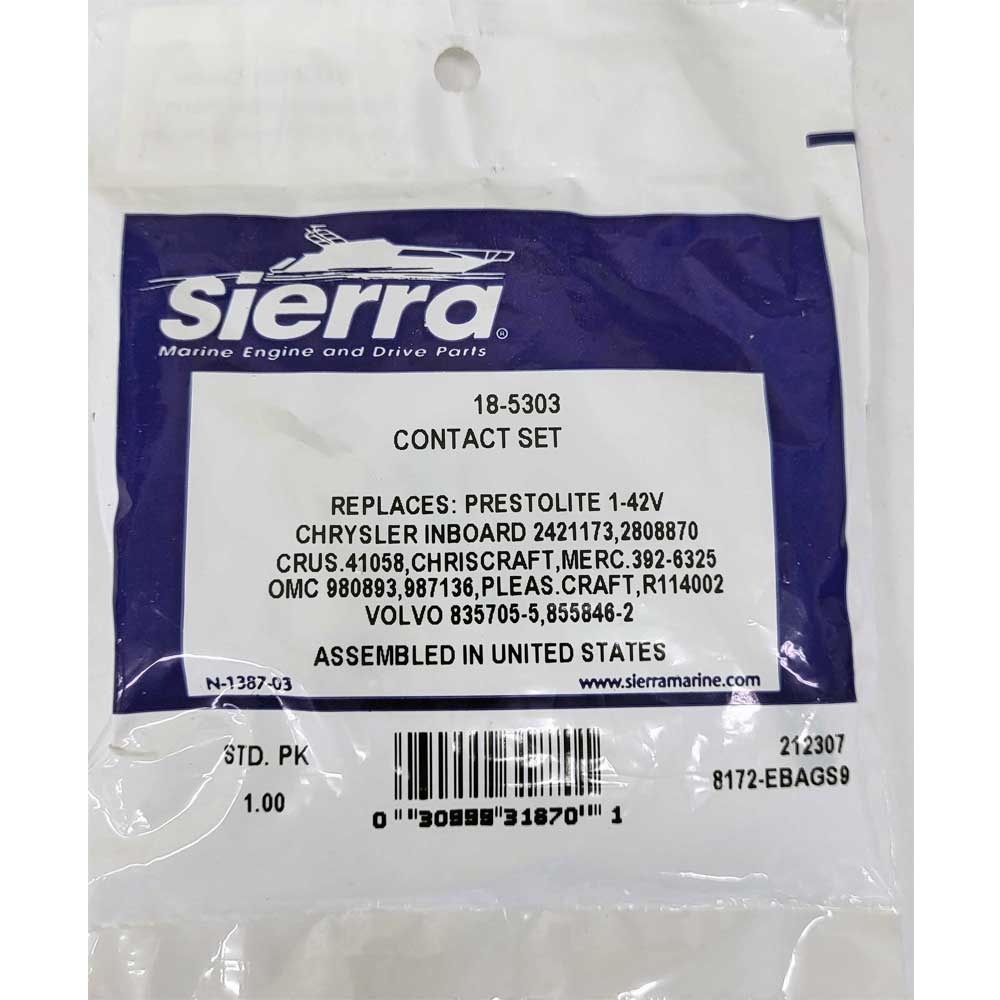 Sierra®
Marine Engine and Drive Parts
18-5303
CONTACT SET
REPLACES: PRESTOLITE 1-42V
CHRYSLER INBOARD 2421173,2808870
CRUS.41058,CHRISCRAFT,MERC.392-6325
OMC 980893,987136,PLEAS.CRAFT,R114002
VOLVO 835705-5,855846-2
ASSEMBLED IN UNITED STATES
N-1387-03 www.sierramarine.com
STD. PK
1.00
0 30999 31870 1
212307
8172-EBAGS9